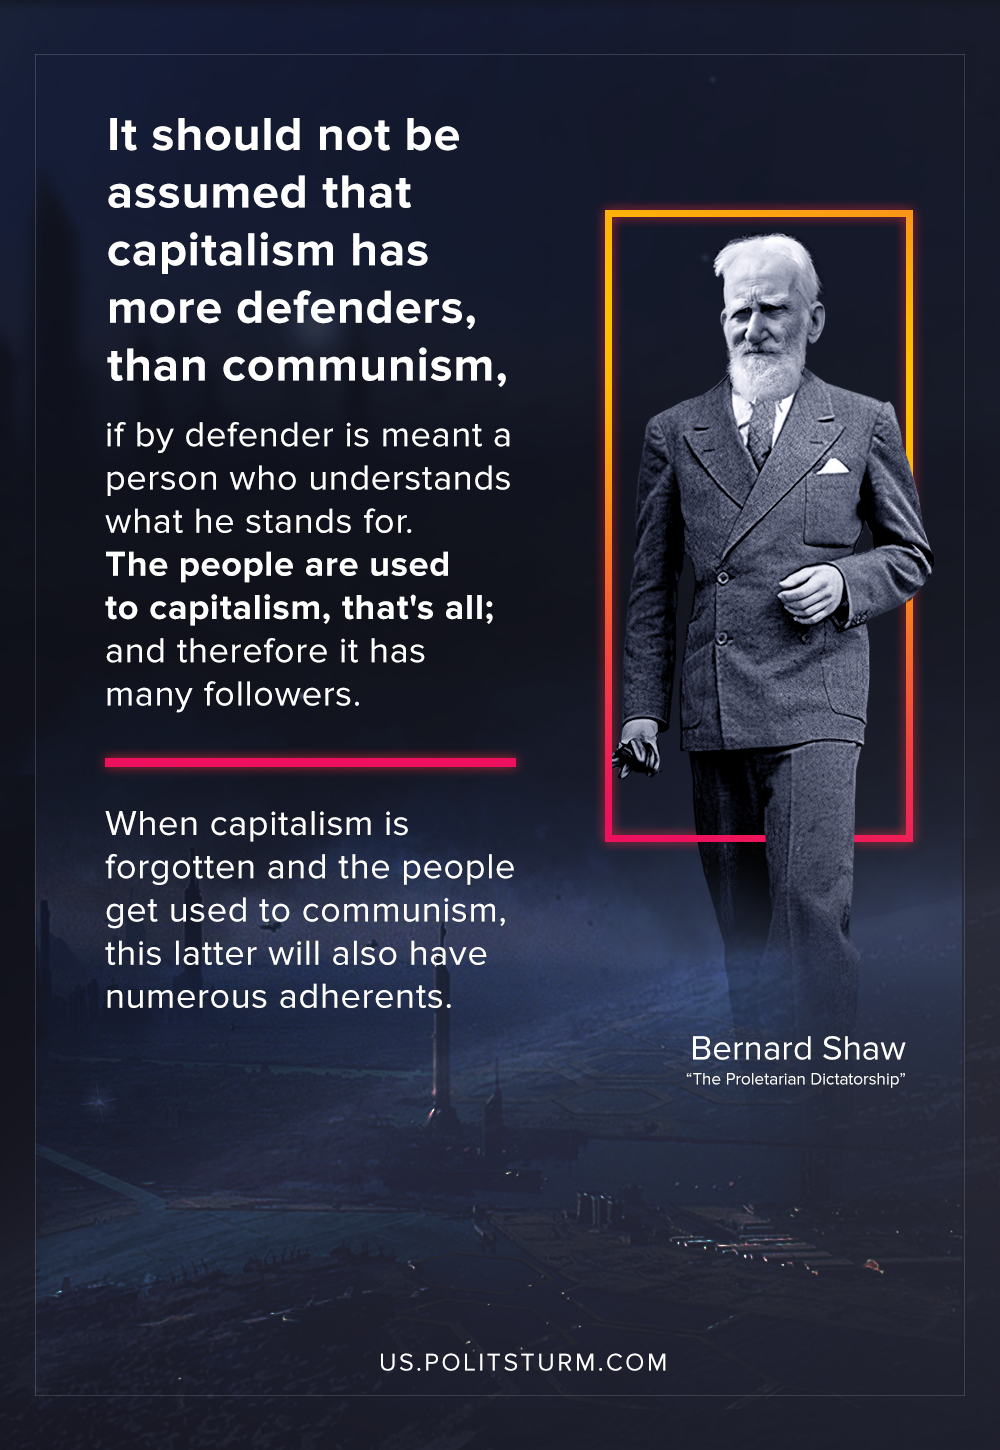 It should not be
assumed that
capitalism has
more defenders,
than communism,
if by defender is meant a
person who understands
what he stands for.
The people are used
to capitalism, that's all;
and therefore it has
many followers.
When capitalism is
forgotten and the people
get used to communism,
this latter will also have
numerous adherents.
Bernard Shaw
“The Proletarian Dictatorship”
US.POLITSTURM.COM